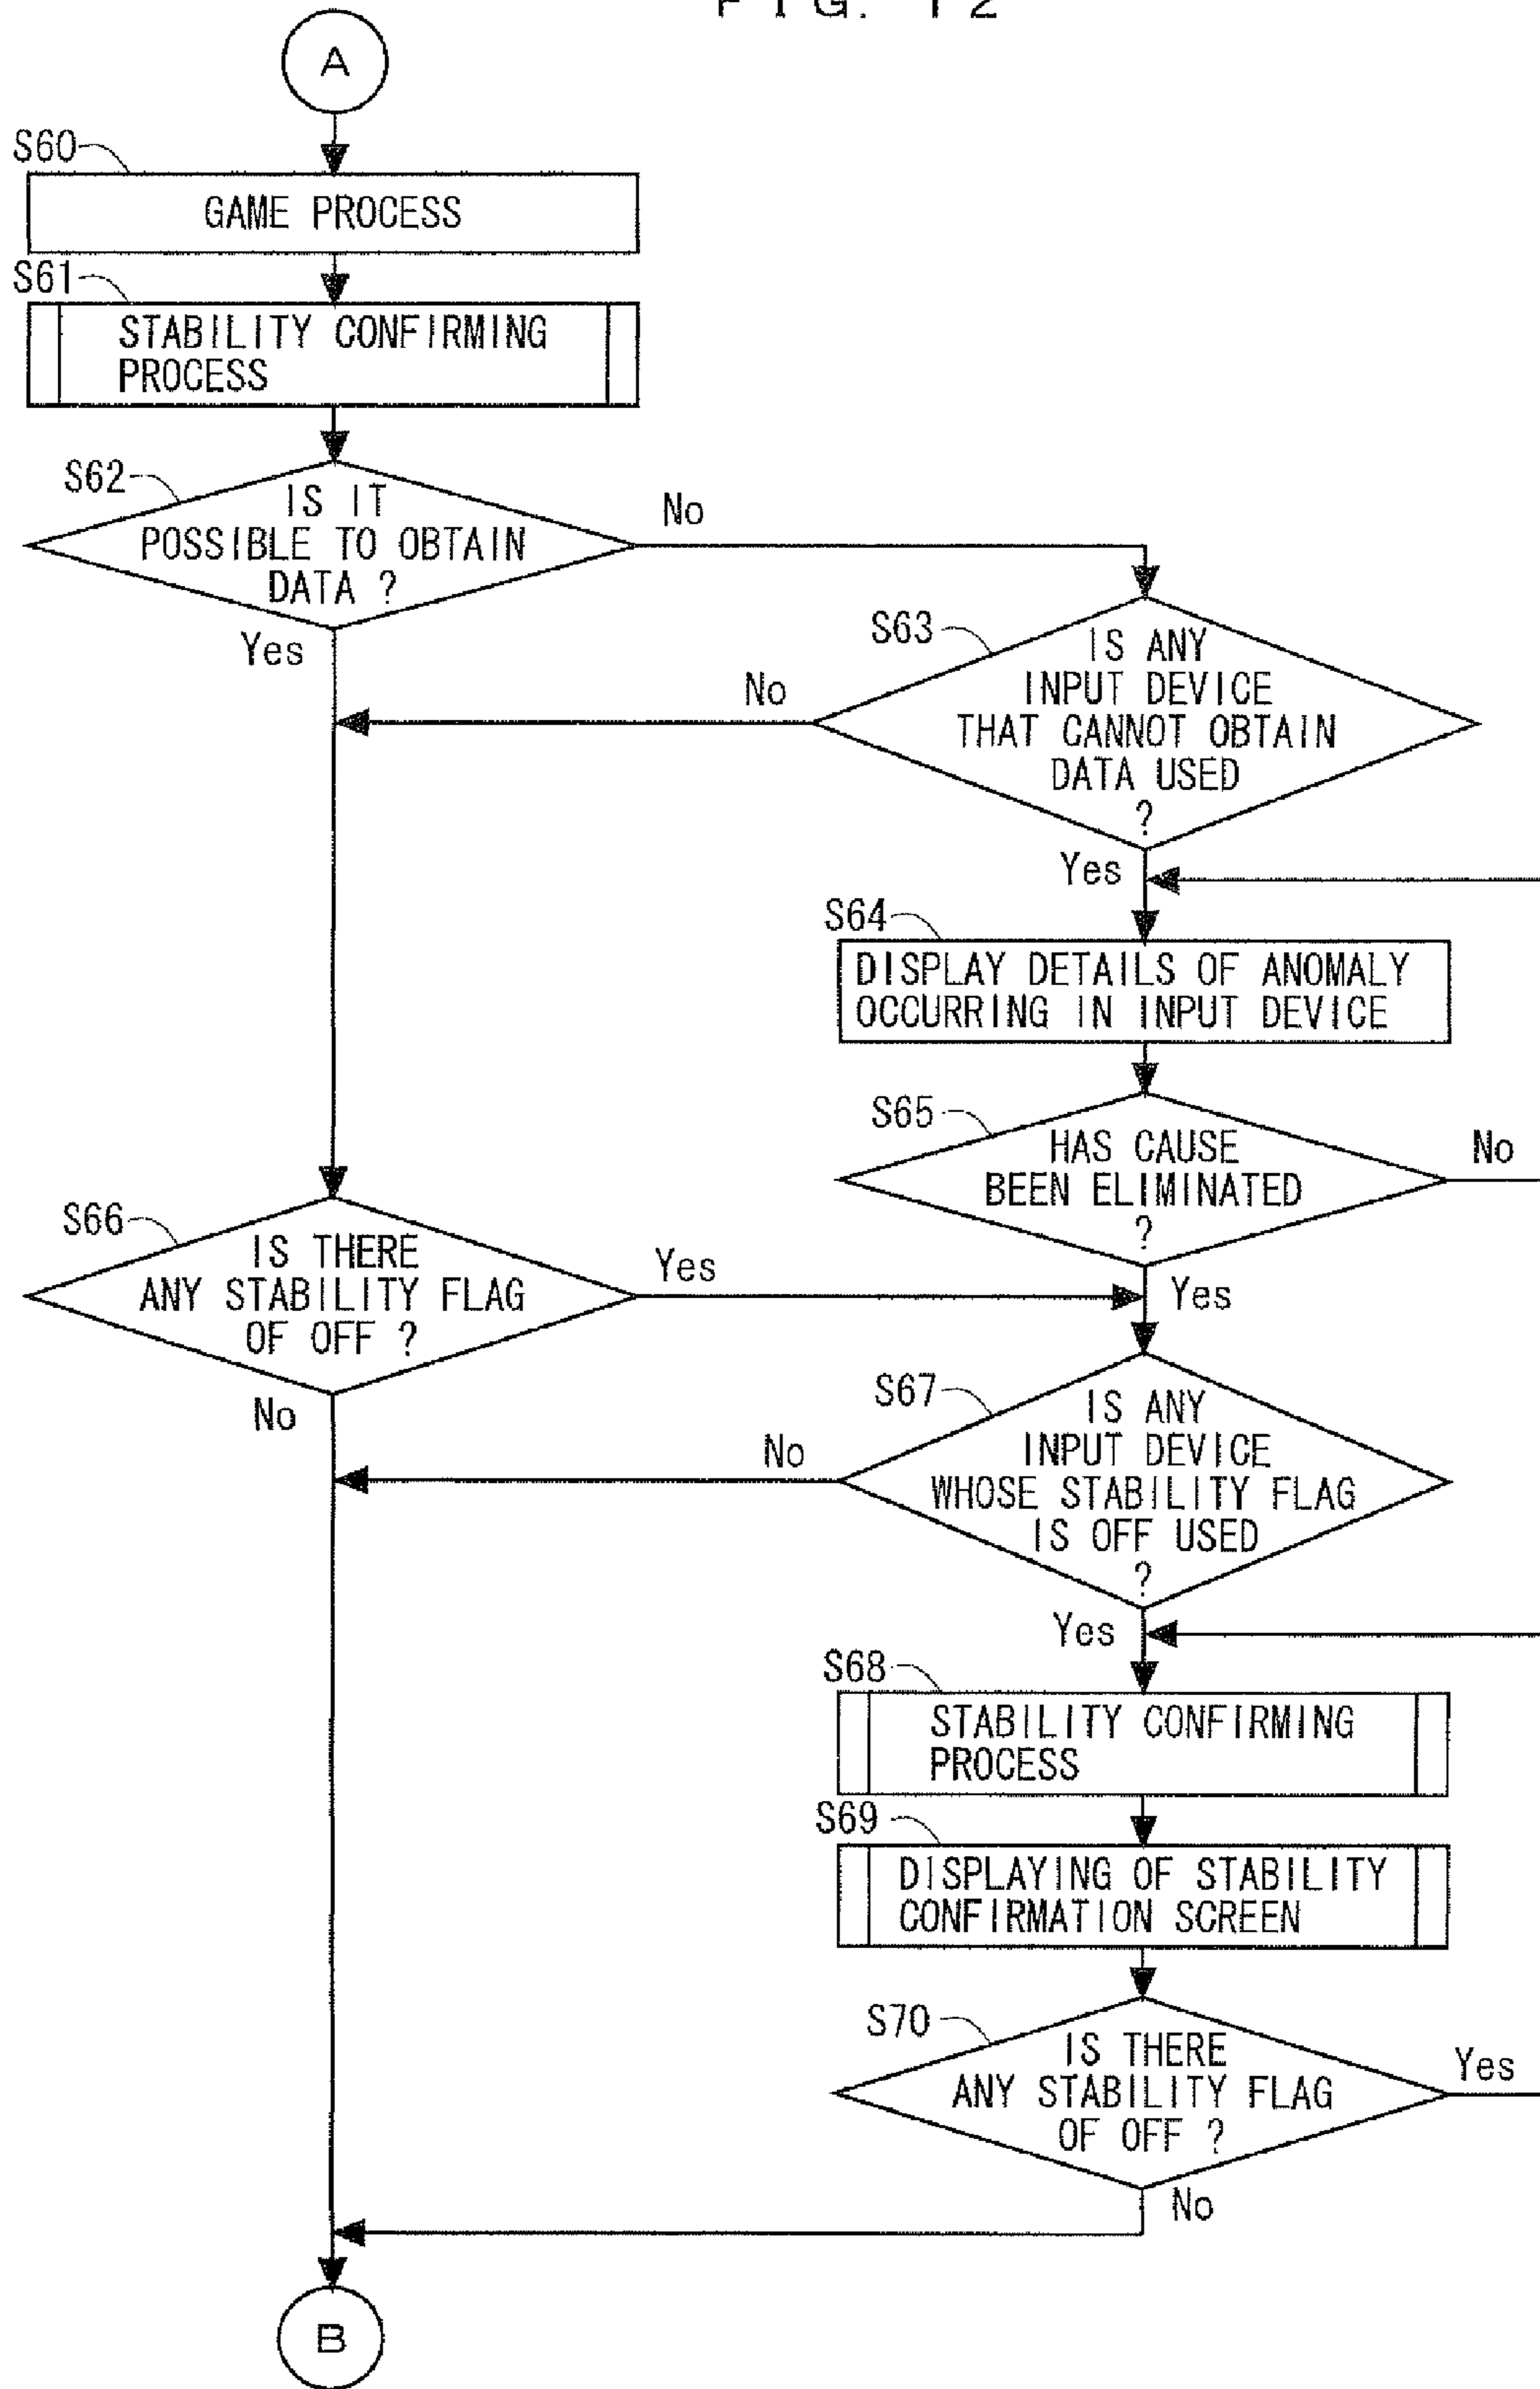 FIG. 12
A
S60
GAME PROCESS
S61
STABILITY CONFIRMING
PROCESS
S62
IS IT
POSSIBLE TO OBTAIN
DATA ?
No
Yes
S63
IS ANY
INPUT DEVICE
THAT CANNOT OBTAIN
DATA USED
?
No
Yes
S64
DISPLAY DETAILS OF ANOMALY
OCCURRING IN INPUT DEVICE
S65
HAS CAUSE
BEEN ELIMINATED
?
No
Yes
S66
IS THERE
ANY STABILITY FLAG
OF OFF ?
Yes
No
S67
IS ANY
INPUT DEVICE
WHOSE STABILITY FLAG
IS OFF USED
?
No
Yes
S68
STABILITY CONFIRMING
PROCESS
S69
DISPLAYING OF STABILITY
CONFIRMATION SCREEN
S70
IS THERE
ANY STABILITY FLAG
OF OFF ?
Yes
No
B